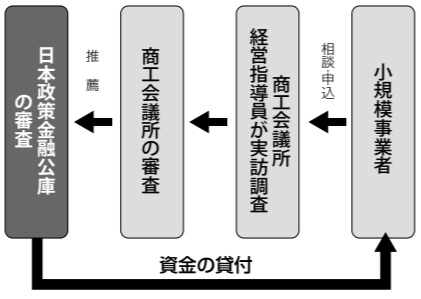 小規模事業者
相談・申込
商工会議所
経営指導員が実訪調査
商工会議所の審査
推薦
日本政策金融公庫
の審査
資金の貸付